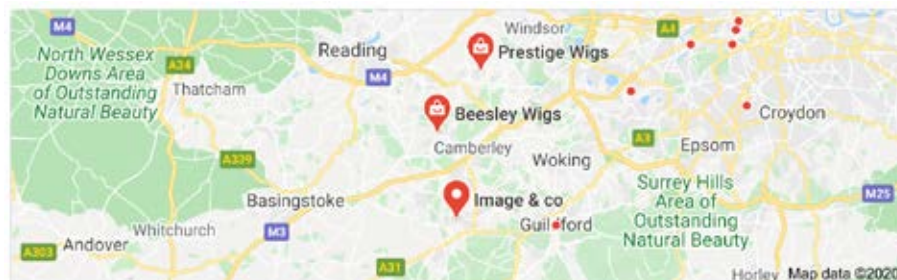 M4
Windsor
A4
Prestige Wigs
North Wessex
Downs Area
of Outstanding
Natural Beauty
A34
Reading
M4
Thatcham
Beesley Wigs
Croydon
Camberley
A3
Epsom
Woking
A339
Basingstoke
Image & co
Surrey Hills
Area of
Outstanding
Natural Beauty
M25
Whitchurch
M3
Guildford
Andover
A303
A31
Horley
Map data ©2020